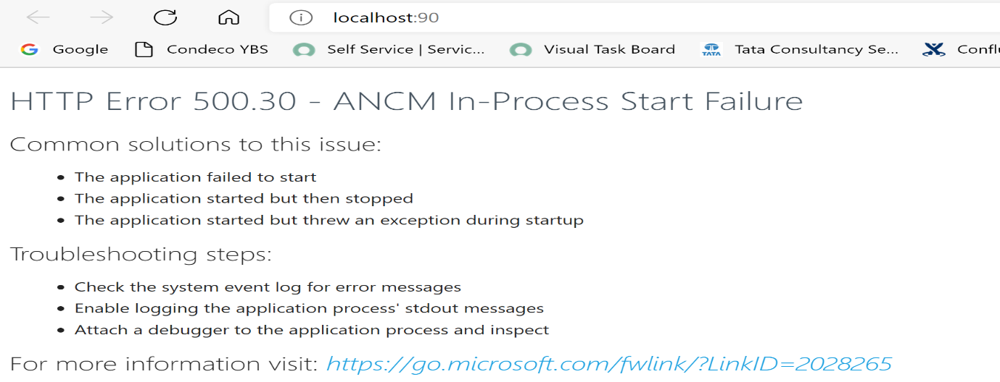 localhost:90
Google Condeco YBS Self Service | Servic... Visual Task Board TATA Tata Consultancy Se... Conflu
HTTP Error 500.30 - ANCM In-Process Start Failure
Common solutions to this issue:
• The application failed to start
• The application started but then stopped
• The application started but threw an exception during startup
Troubleshooting steps:
• Check the system event log for error messages
• Enable logging the application process' stdout messages
• Attach a debugger to the application process and inspect
For more information visit: https://go.microsoft.com/fwlink/?LinkID=2028265